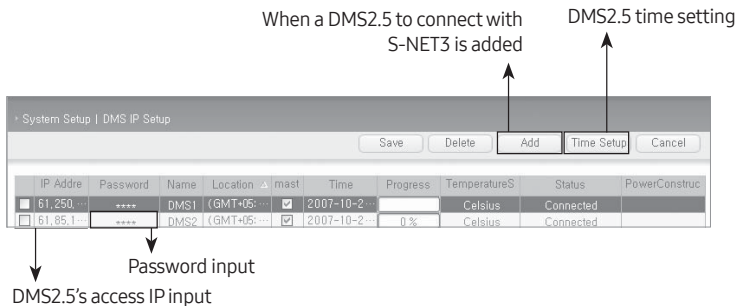 When a DMS2.5 to connect with
S-NET3 is added
DMS2.5 time setting
System Setup | DMS IP Setup
Save Delete Add Time Setup Cancel
IP Addre Password Name Location mast Time Progress TemperatureS Status PowerConstruc
61,250,... **** DMS1 (GMT+05:... 2007-10-2... Celsius Connected
61,85,1... **** DMS2 (GMT+05:... 2007-10-2... 0 % Celsius Connected
Password input
DMS2.5's access IP input